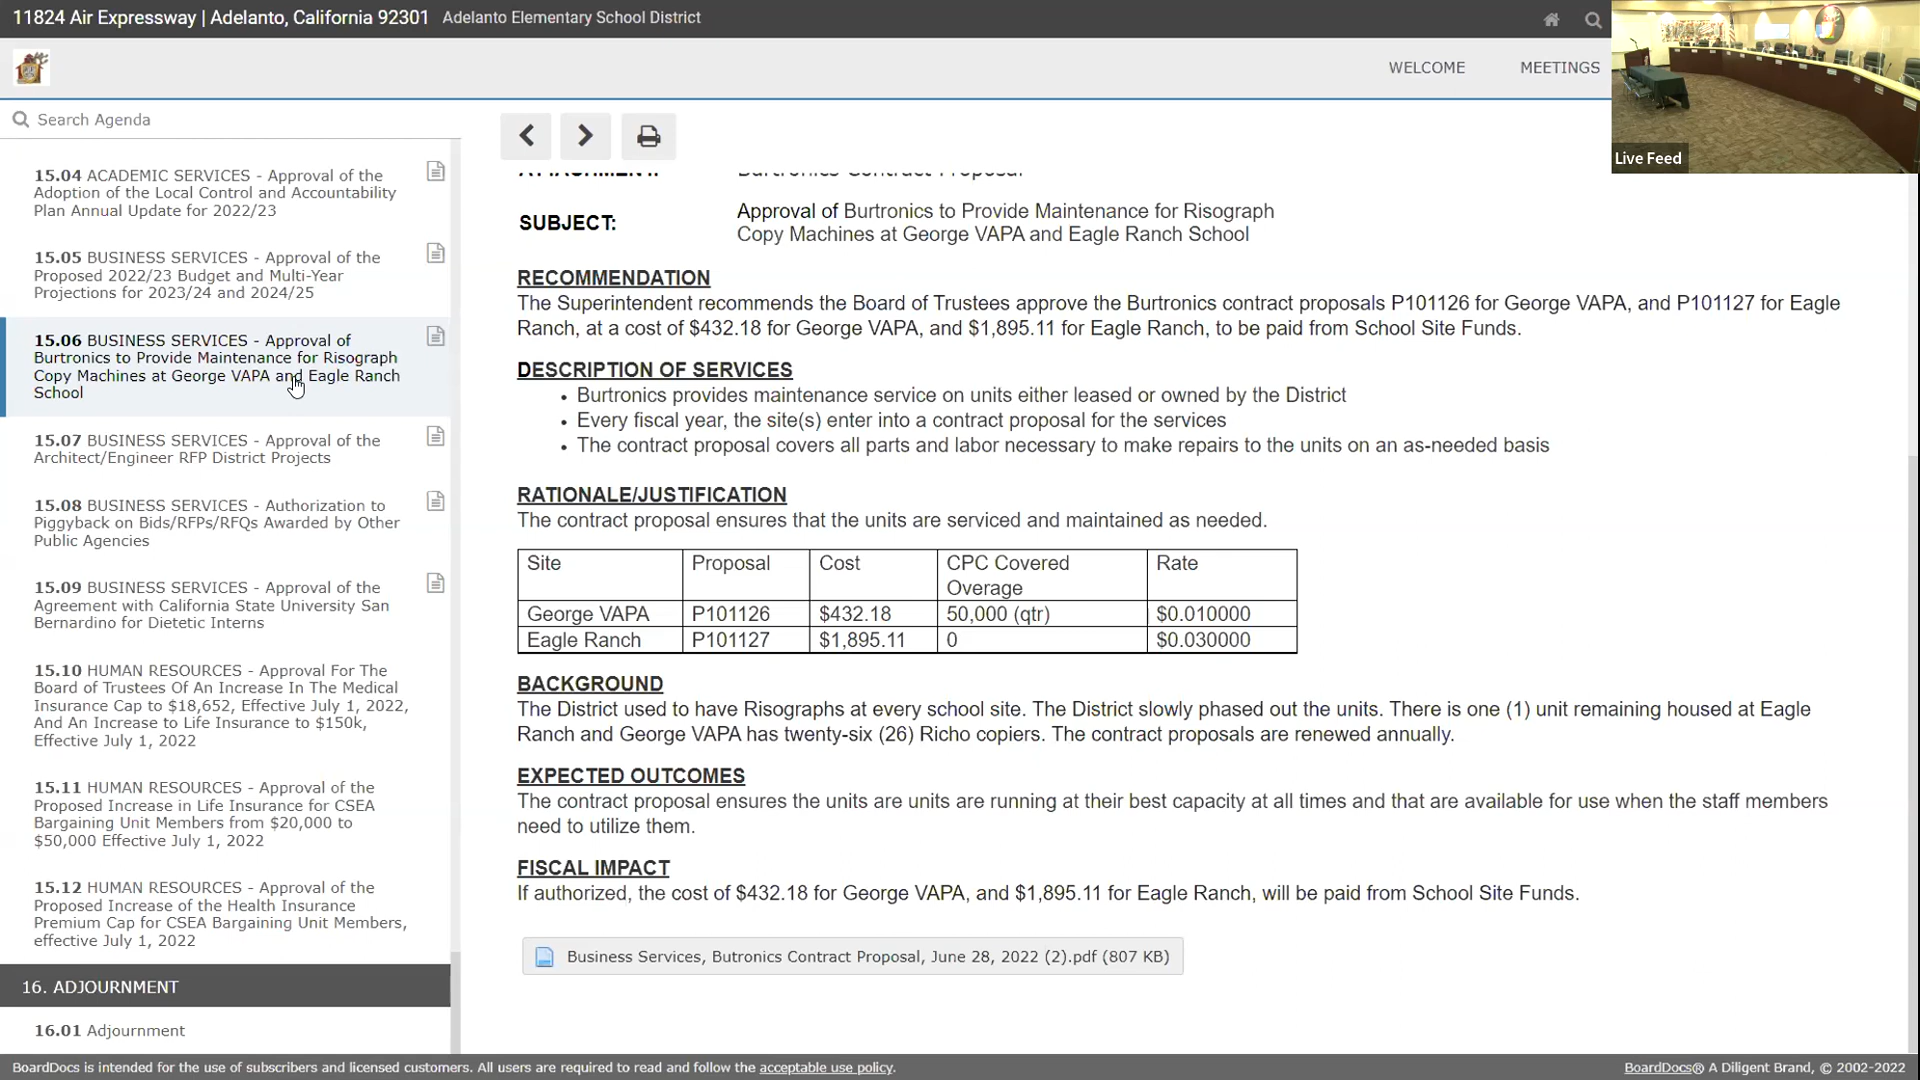 11824 Air Expressway | Adelanto, California 92301 Adelanto Elementary School District
WELCOME MEETINGS
Live Feed
Search Agenda
15.04 ACADEMIC SERVICES - Approval of the
Adoption of the Local Control and Accountability
Plan Annual Update for 2022/23
15.05 BUSINESS SERVICES - Approval of the
Proposed 2022/23 Budget and Multi-Year
Projections for 2023/24 and 2024/25
15.06 BUSINESS SERVICES - Approval of
Burtronics to Provide Maintenance for Risograph
Copy Machines at George VAPA and Eagle Ranch
School
15.07 BUSINESS SERVICES - Approval of the
Architect/Engineer RFP District Projects
15.08 BUSINESS SERVICES - Authorization to
Piggyback on Bids/RFPs/RFQs Awarded by Other
Public Agencies
15.09 BUSINESS SERVICES - Approval of the
Agreement with California State University San
Bernardino for Dietetic Interns
15.10 HUMAN RESOURCES - Approval For The
Board of Trustees Of An Increase In The Medical
Insurance Cap to $18,652, Effective July 1, 2022,
And An Increase to Life Insurance to $150k,
Effective July 1, 2022
15.11 HUMAN RESOURCES - Approval of the
Proposed Increase in Life Insurance for CSEA
Bargaining Unit Members from $20,000 to
$50,000 Effective July 1, 2022
15.12 HUMAN RESOURCES - Approval of the
Proposed Increase of the Health Insurance
Premium Cap for CSEA Bargaining Unit Members,
effective July 1, 2022
16. ADJOURNMENT
16.01 Adjournment
ATTACHMENT: Burtronics Contract Proposal
SUBJECT: Approval of Burtronics to Provide Maintenance for Risograph
Copy Machines at George VAPA and Eagle Ranch School
RECOMMENDATION
The Superintendent recommends the Board of Trustees approve the Burtronics contract proposals P101126 for George VAPA, and P101127 for Eagle
Ranch, at a cost of $432.18 for George VAPA, and $1,895.11 for Eagle Ranch, to be paid from School Site Funds.
DESCRIPTION OF SERVICES
• Burtronics provides maintenance service on units either leased or owned by the District
• Every fiscal year, the site(s) enter into a contract proposal for the services
• The contract proposal covers all parts and labor necessary to make repairs to the units on an as-needed basis
RATIONALE/JUSTIFICATION
The contract proposal ensures that the units are serviced and maintained as needed.
Site Proposal Cost CPC Covered Overage Rate
George VAPA P101126 $432.18 50,000 (qtr) $0.010000
Eagle Ranch P101127 $1,895.11 0 $0.030000
BACKGROUND
The District used to have Risographs at every school site. The District slowly phased out the units. There is one (1) unit remaining housed at Eagle
Ranch and George VAPA has twenty-six (26) Richo copiers. The contract proposals are renewed annually.
EXPECTED OUTCOMES
The contract proposal ensures the units are units are running at their best capacity at all times and that are available for use when the staff members
need to utilize them.
FISCAL IMPACT
If authorized, the cost of $432.18 for George VAPA, and $1,895.11 for Eagle Ranch, will be paid from School Site Funds.
Business Services, Butronics Contract Proposal, June 28, 2022 (2).pdf (807 KB)
BoardDocs is intended for the use of subscribers and licensed customers. All users are required to read and follow the acceptable use policy.
BoardDocs® A Diligent Brand, © 2002-2022